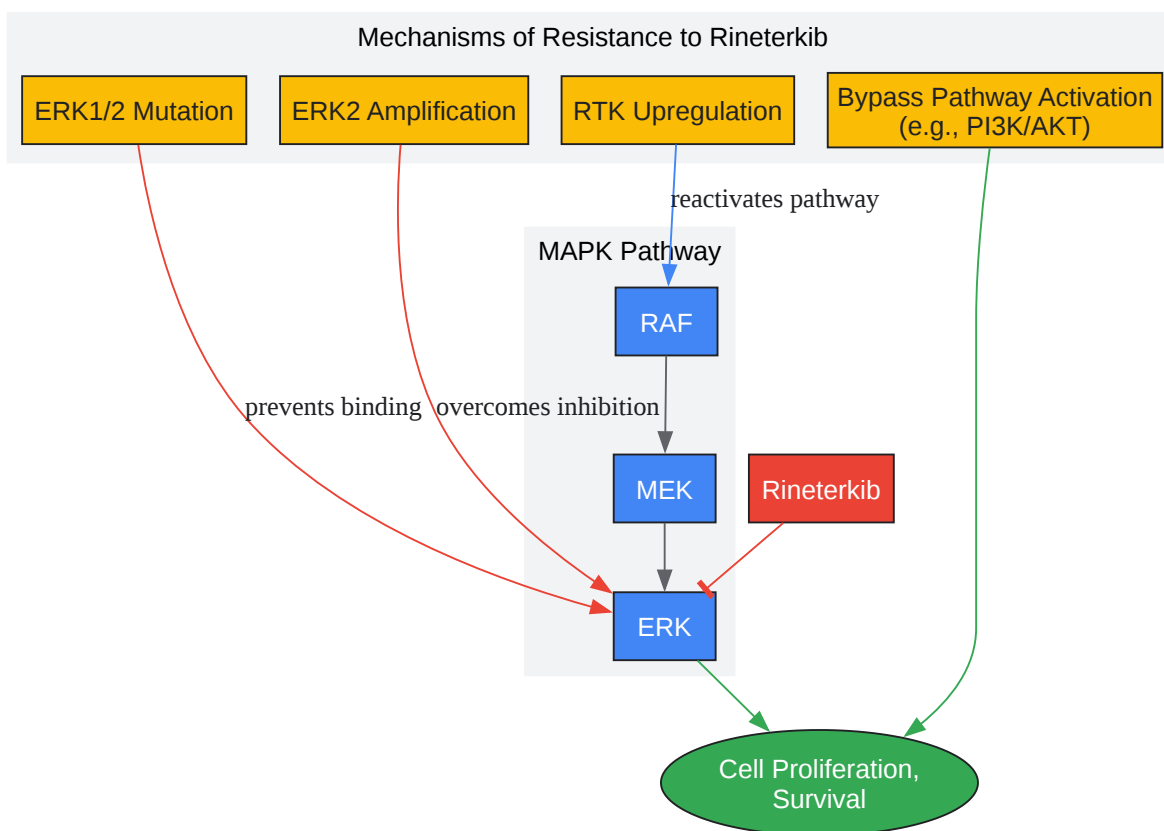 Mechanisms of Resistance to Rineterkib
ERK1/2 Mutation
ERK2 Amplification
RTK Upregulation
Bypass Pathway Activation
(e.g., PI3K/AKT)
reactivates pathway
MAPK Pathway
RAF
prevents binding
overcomes inhibition
MEK
Rineterkib
ERK
Cell Proliferation,
Survival